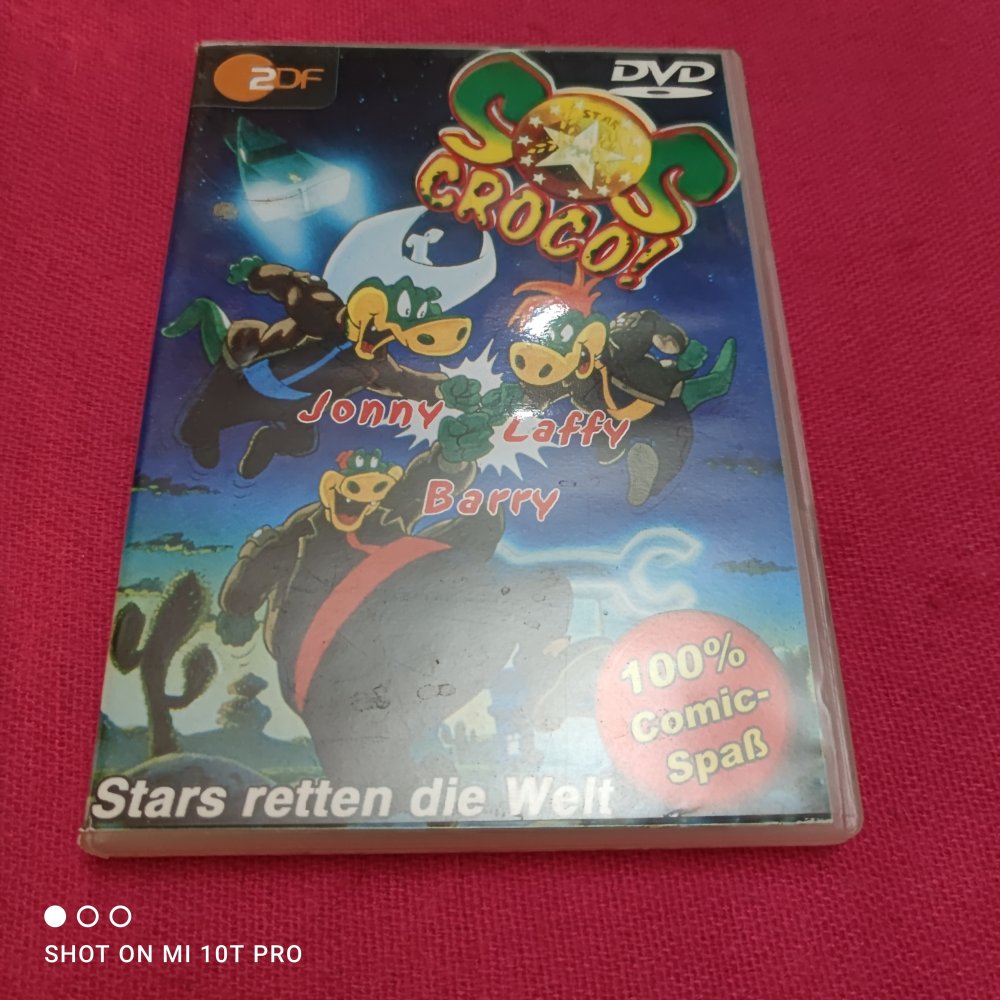 ZDF
DVD
SOS
STAR
CROCO!
Jonny
Laffy
Barry
100%
Comic-
Spaß
Stars retten die Welt
SHOT ON MI 10T PRO